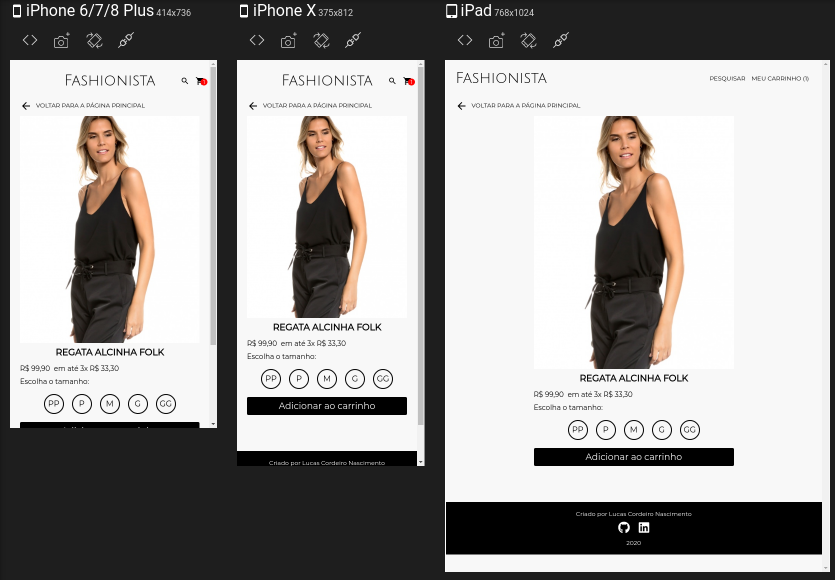 iPhone 6/7/8 Plus 414x736
FASHIONISTA
1
VOLTAR PARA A PÁGINA PRINCIPAL
REGATA ALCINHA FOLK
R$ 99,90 em até 3x R$ 33,30
Escolha o tamanho:
PP P M G GG
iPhone X 375x812
FASHIONISTA
1
VOLTAR PARA A PÁGINA PRINCIPAL
REGATA ALCINHA FOLK
R$ 99,90 em até 3x R$ 33,30
Escolha o tamanho:
PP P M G GG
Adicionar ao carrinho
Criado por Lucas Cordeiro Nascimento
iPad 768x1024
FASHIONISTA
PESQUISAR MEU CARRINHO (1)
VOLTAR PARA A PÁGINA PRINCIPAL
REGATA ALCINHA FOLK
R$ 99,90 em até 3x R$ 33,30
Escolha o tamanho:
PP P M G GG
Adicionar ao carrinho
Criado por Lucas Cordeiro Nascimento
2020